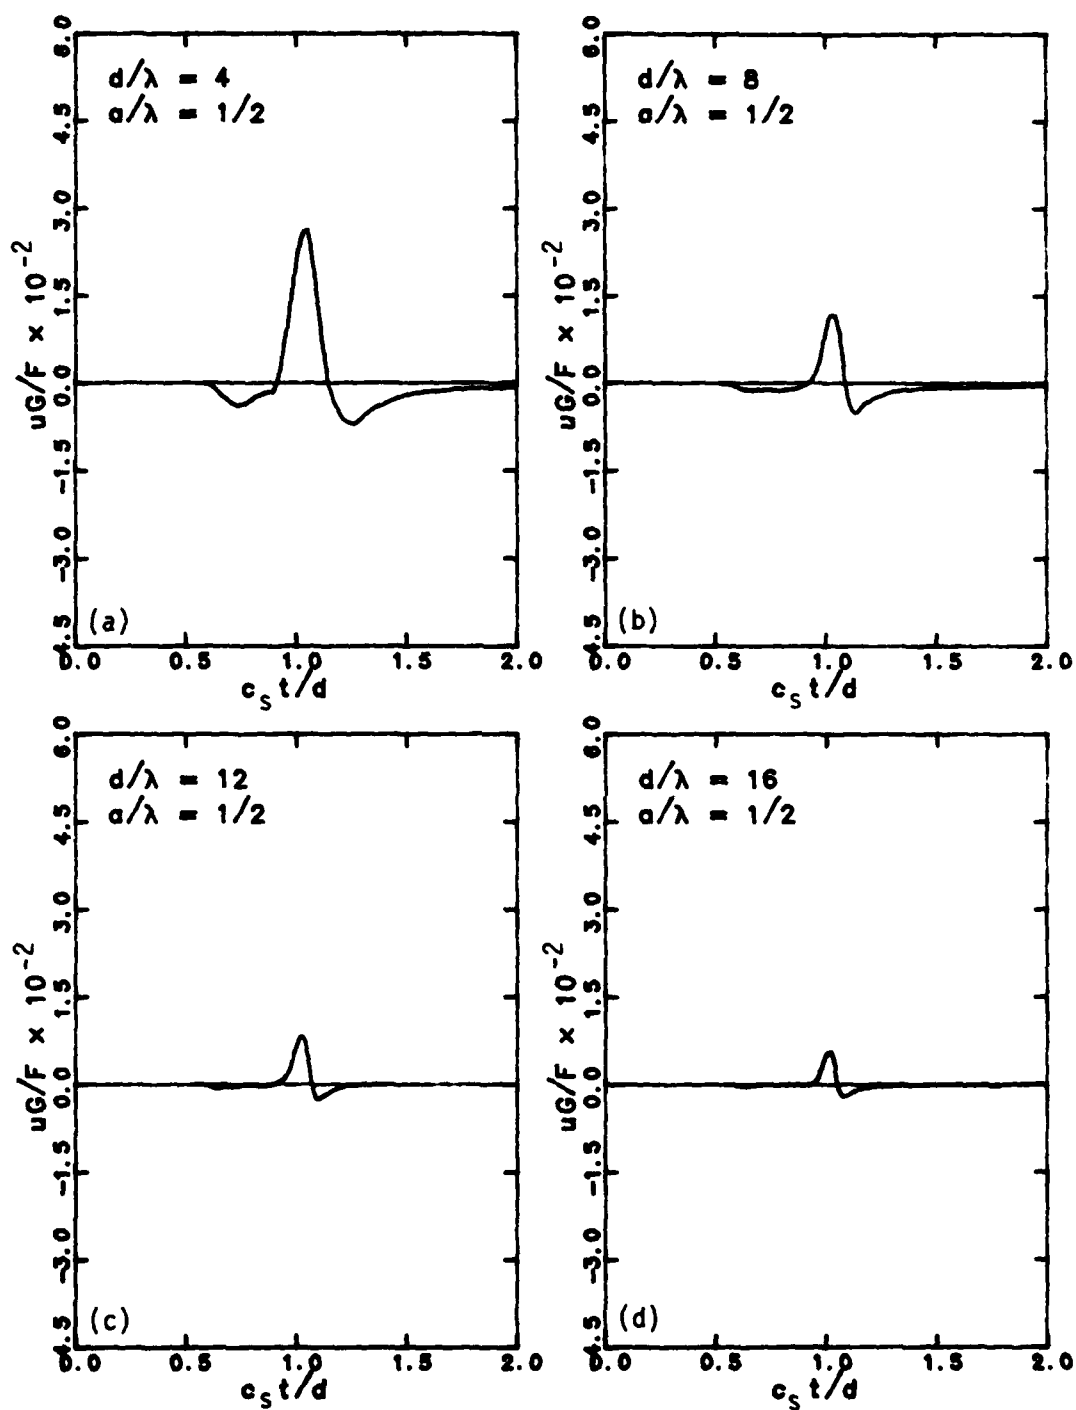 6.0
4.5
3.0
1.5
0.0
-1.5
-3.0
-4.5
uG/F × 10⁻²
d/λ = 4
a/λ = 1/2
(a)
0.0 0.5 1.0 1.5 2.0
cₛ t/d
6.0
4.5
3.0
1.5
0.0
-1.5
-3.0
-4.5
uG/F × 10⁻²
d/λ = 8
a/λ = 1/2
(b)
0.0 0.5 1.0 1.5 2.0
cₛ t/d
6.0
4.5
3.0
1.5
0.0
-1.5
-3.0
-4.5
uG/F × 10⁻²
d/λ = 12
a/λ = 1/2
(c)
0.0 0.5 1.0 1.5 2.0
cₛ t/d
6.0
4.5
3.0
1.5
0.0
-1.5
-3.0
-4.5
uG/F × 10⁻²
d/λ = 16
a/λ = 1/2
(d)
0.0 0.5 1.0 1.5 2.0
cₛ t/d